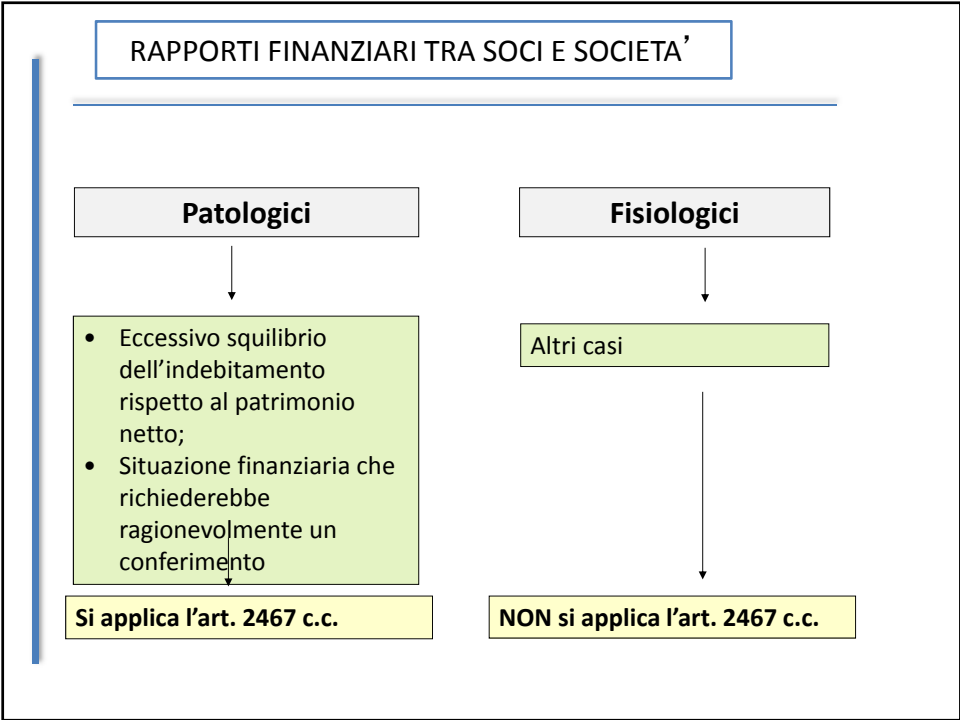 RAPPORTI FINANZIARI TRA SOCI E SOCIETA’
Patologici
• Eccessivo squilibrio
dell’indebitamento
rispetto al patrimonio
netto;
• Situazione finanziaria che
richiederebbe
ragionevolmente un
conferimento
Si applica l’art. 2467 c.c.
Fisiologici
Altri casi
NON si applica l’art. 2467 c.c.